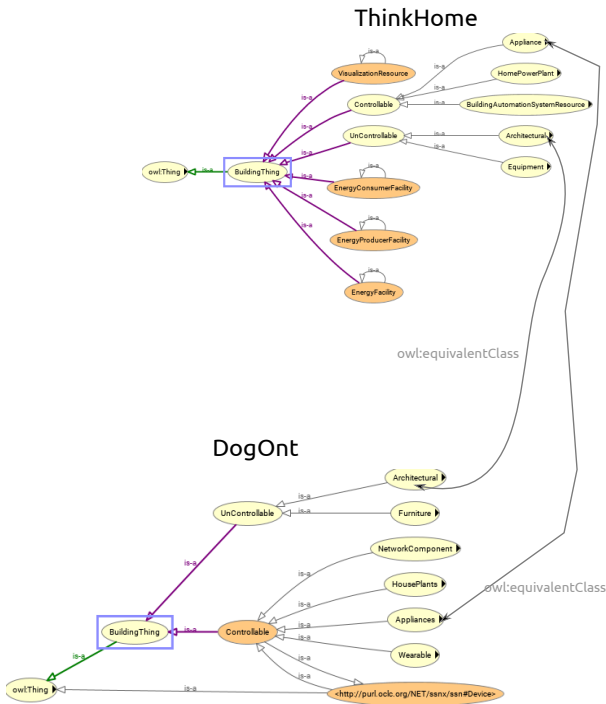 ThinkHome
is-a
Appliance
is-a
VisualizationResource
is-a
HomePowerPlant
is-a
is-a
Controllable
is-a
BuildingAutomationSystemResource
is-a
UnControllable
is-a
Architectural
is-a
is-a
owl:Thing
is-a
BuildingThing
Equipment
is-a
is-a
EnergyConsumerFacility
is-a
is-a
EnergyProducerFacility
is-a
is-a
EnergyFacility
owl:equivalentClass
DogOnt
Architectural
is-a
UnControllable
is-a
Furniture
NetworkComponent
is-a
is-a
HousePlants
owl:equivalentClass
is-a
is-a
Appliances
BuildingThing
is-a
Controllable
is-a
is-a
Wearable
is-a
is-a
is-a
owl:Thing
is-a
<http://purl.oclc.org/NET/ssnx/ssn#Device>